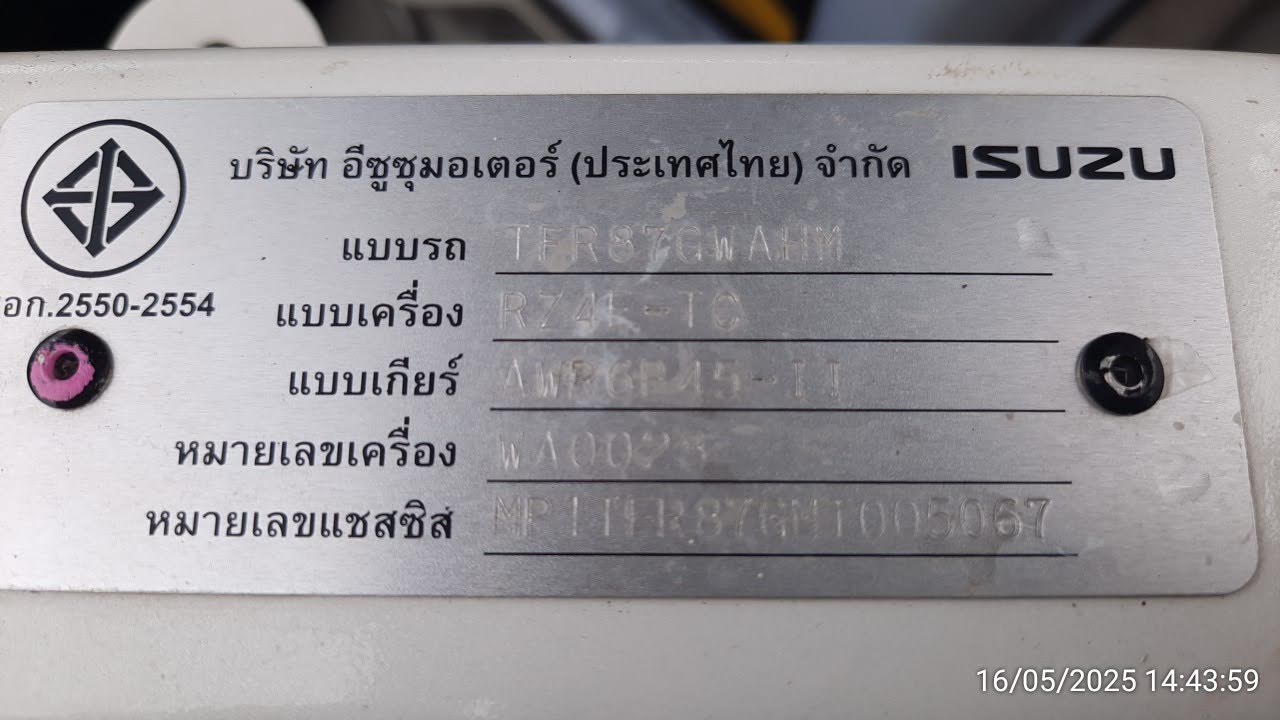 บริษัท อีซูซุมอเตอร์ (ประเทศไทย) จำกัด ISUZU
แบบรถ TFR87GWAHM
แบบเครื่อง RZ4E-TC
มอก.2550-2554
แบบเกียร์
หมายเลขเครื่อง
หมายเลขแชสซีส์ MP1TFR87GMT005067
16/05/2025 14:43:59